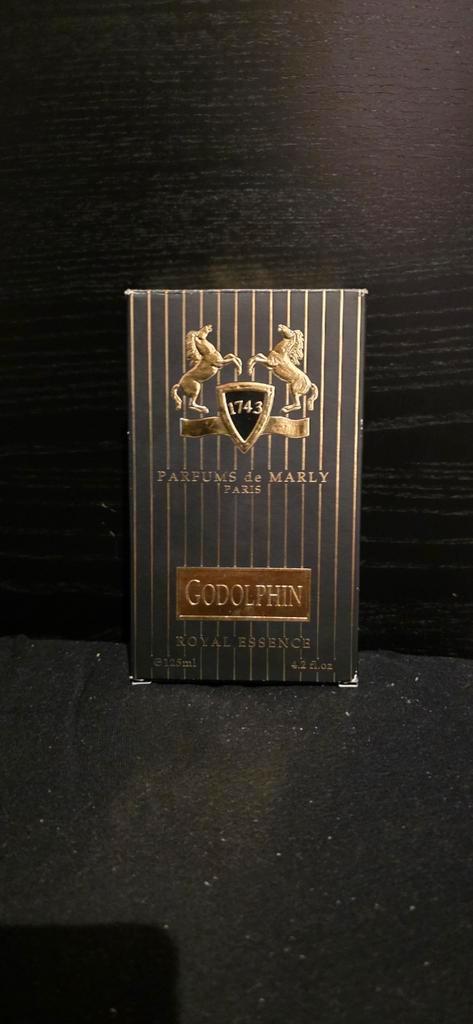 1743
PARFUMS de MARLY
PARIS
GODOLPHIN
ROYAL ESSENCE
℮125ml 4.2 fl.oz